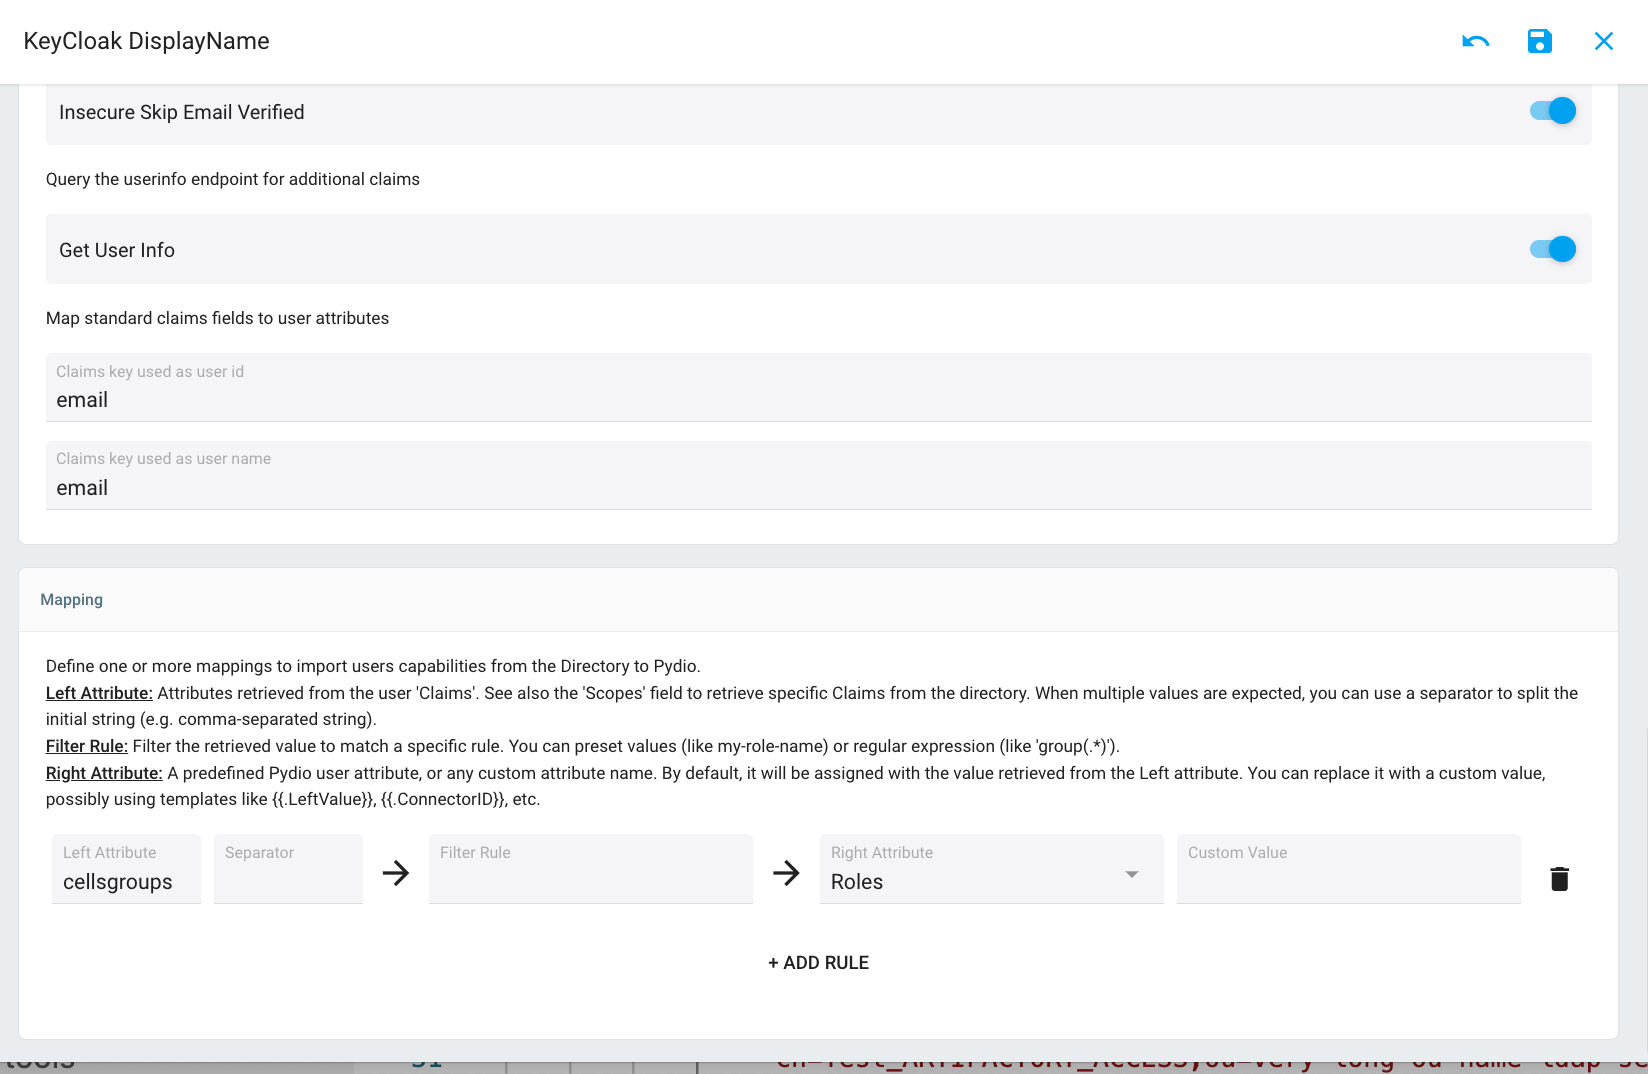 KeyCloak DisplayName
Insecure Skip Email Verified
Query the userinfo endpoint for additional claims
Get User Info
Map standard claims fields to user attributes
Claims key used as user id
email
Claims key used as user name
email
Mapping
Define one or more mappings to import users capabilities from the Directory to Pydio.
Left Attribute: Attributes retrieved from the user 'Claims'. See also the 'Scopes' field to retrieve specific Claims from the directory. When multiple values are expected, you can use a separator to split the
initial string (e.g. comma-separated string).
Filter Rule: Filter the retrieved value to match a specific rule. You can preset values (like my-role-name) or regular expression (like 'group(.*)').
Right Attribute: A predefined Pydio user attribute, or any custom attribute name. By default, it will be assigned with the value retrieved from the Left attribute. You can replace it with a custom value,
possibly using templates like {{.LeftValue}}, {{.ConnectorID}}, etc.
Left Attribute Separator Filter Rule Right Attribute Custom Value
cellsgroups Roles
+ ADD RULE